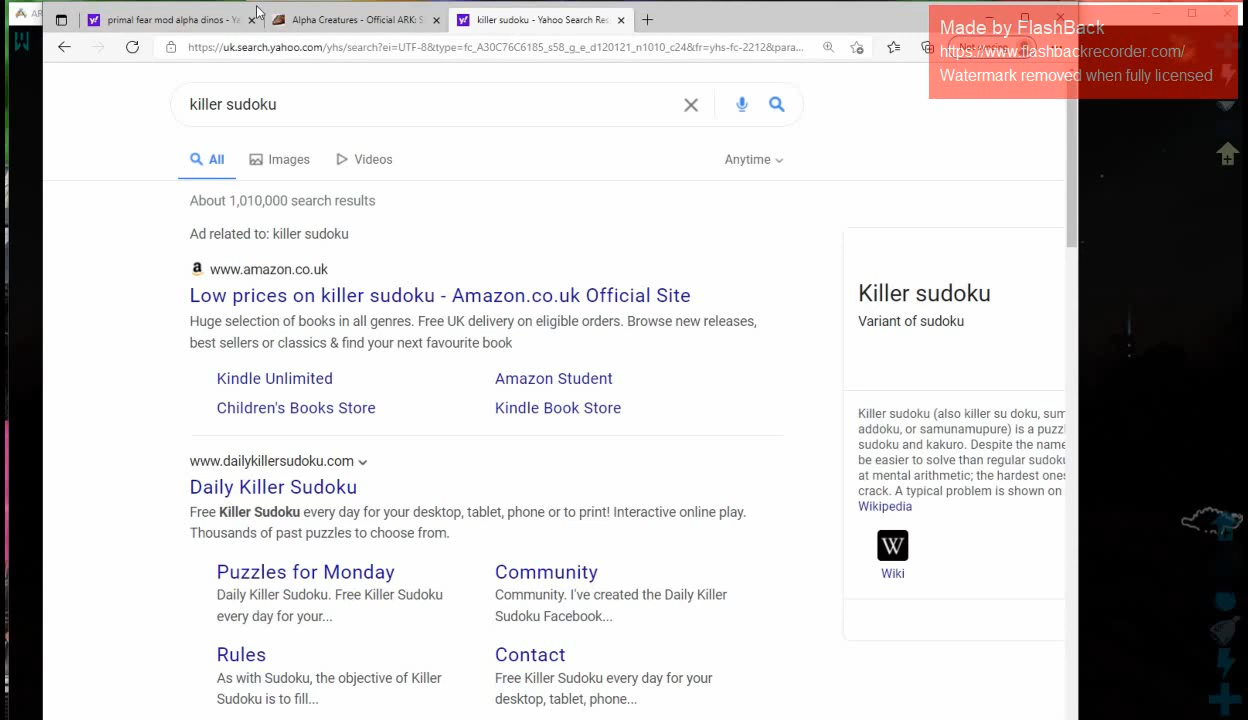 AR
primal fear mod alpha dinos - Ya
Alpha Creatures - Official ARK: S
killer sudoku - Yahoo Search Res
Made by FlashBack
https://www.flashbackrecorder.com/
Watermark removed when fully licensed
https://uk.search.yahoo.com/yhs/search?ei=UTF-8&type=fc_A30C76C6185_s58_g_e_d120121_n1010_c24&fr=yhs-fc-2212&para...
killer sudoku
All
Images
Videos
Anytime
About 1,010,000 search results
Ad related to: killer sudoku
www.amazon.co.uk
Low prices on killer sudoku - Amazon.co.uk Official Site
Huge selection of books in all genres. Free UK delivery on eligible orders. Browse new releases,
best sellers or classics & find your next favourite book
Kindle Unlimited
Amazon Student
Children's Books Store
Kindle Book Store
www.dailykillersudoku.com
Daily Killer Sudoku
Free Killer Sudoku every day for your desktop, tablet, phone or to print! Interactive online play.
Thousands of past puzzles to choose from.
Puzzles for Monday
Daily Killer Sudoku. Free Killer Sudoku
every day for your...
Community
Community. I've created the Daily Killer
Sudoku Facebook...
Rules
As with Sudoku, the objective of Killer
Sudoku is to fill...
Contact
Free Killer Sudoku every day for your
desktop, tablet, phone...
Killer sudoku
Variant of sudoku
Killer sudoku (also killer su doku, sum
addoku, or samunamupure) is a puzzl
sudoku and kakuro. Despite the name
be easier to solve than regular sudoku
at mental arithmetic; the hardest ones
crack. A typical problem is shown on
Wikipedia
W
Wiki